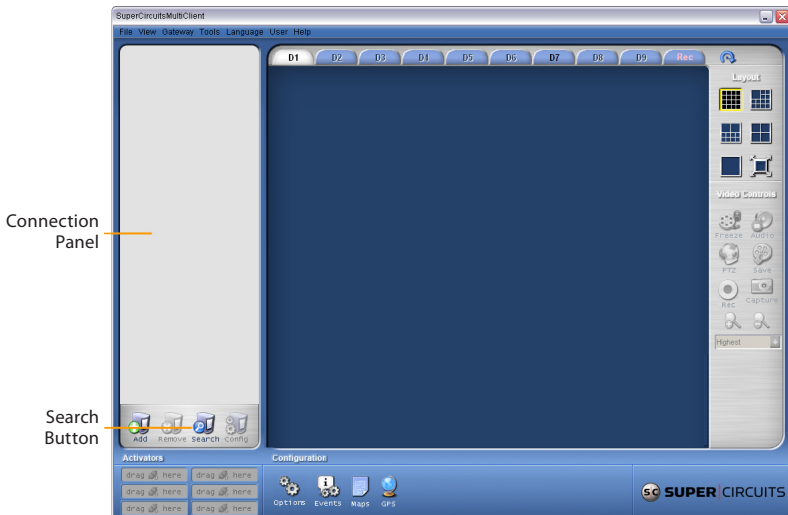 SuperCircuitsMultiClient
File View Gateway Tools Language User Help
D1 D2 D3 D4 D5 D6 D7 D8 D9 Rec
Layout
Connection
Panel
Video Controls
Freeze Audio
PTZ Save
Rec Capture
Highest
Search
Button
Add Remove Search Config
Activators
Configuration
drag here drag here
drag here drag here
drag here drag here
Options Events Maps GPS
SC SUPER CIRCUITS